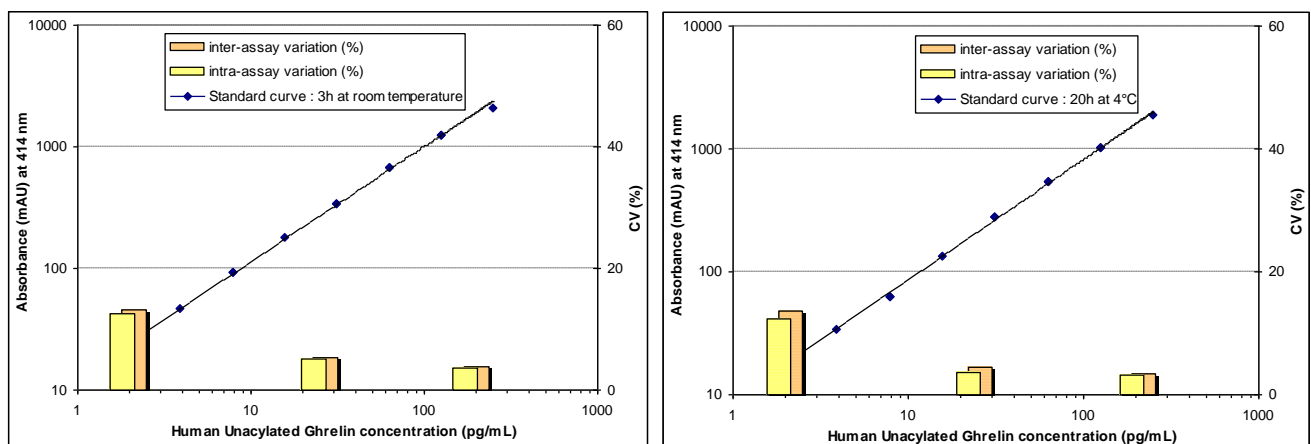 10000
1000
100
10
Absorbance (mAU) at 414 nm
inter-assay variation (%)
intra-assay variation (%)
Standard curve : 3h at room temperature
60
40
20
0
CV (%)
1
10
100
1000
Human Unacylated Ghrelin concentration (pg/mL)
10000
1000
100
10
Absorbance (mAU) at 414 nm
inter-assay variation (%)
intra-assay variation (%)
Standard curve : 20h at 4°C
60
40
20
0
CV (%)
1
10
100
1000
Human Unacylated Ghrelin concentration (pg/mL)